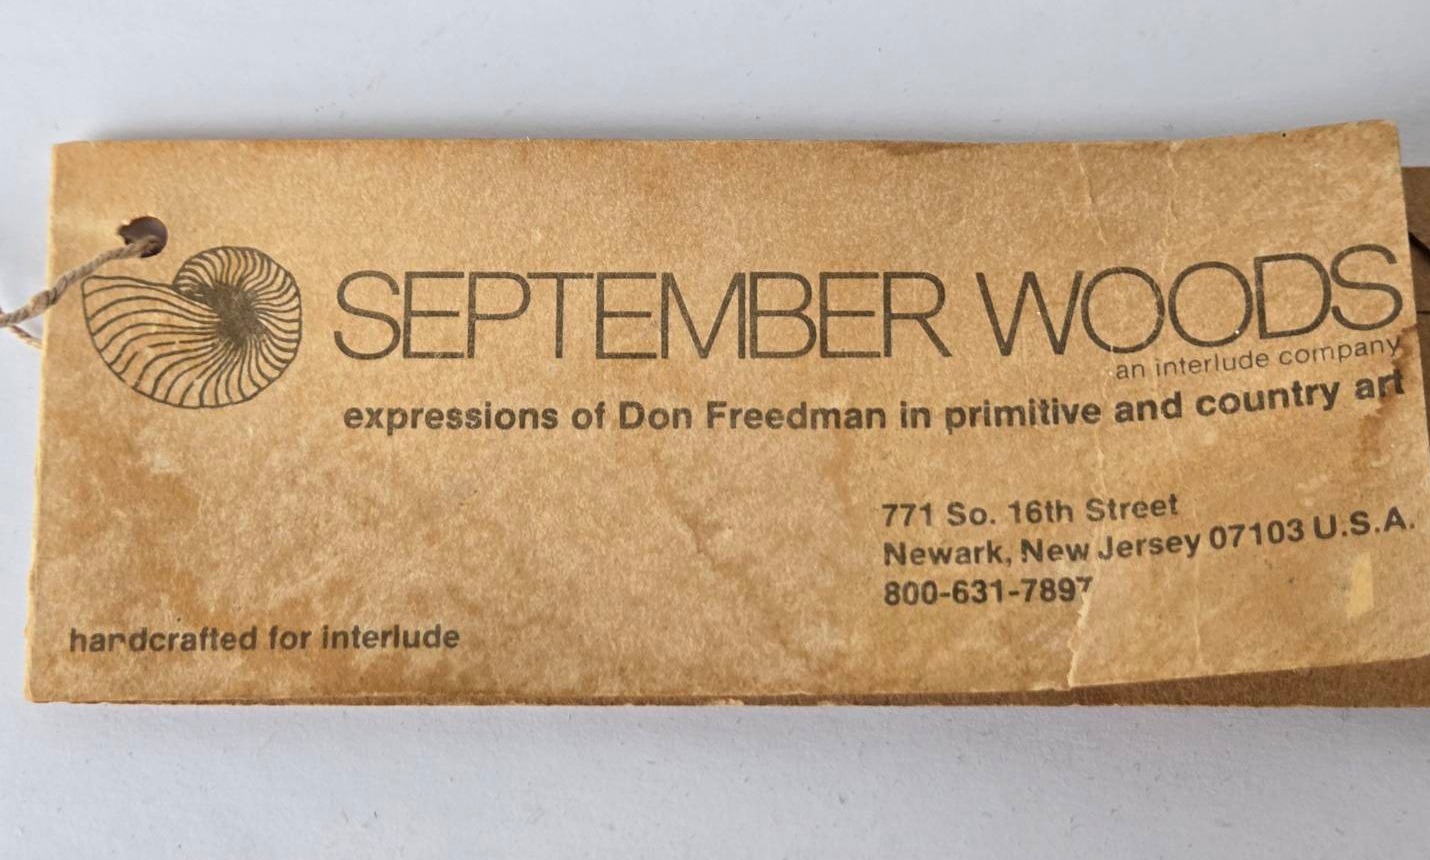 SEPTEMBER WOODS
an interlude company
expressions of Don Freedman in primitive and country art
771 So. 16th Street
Newark, New Jersey 07103 U.S.A.
800-631-7897
handcrafted for interlude